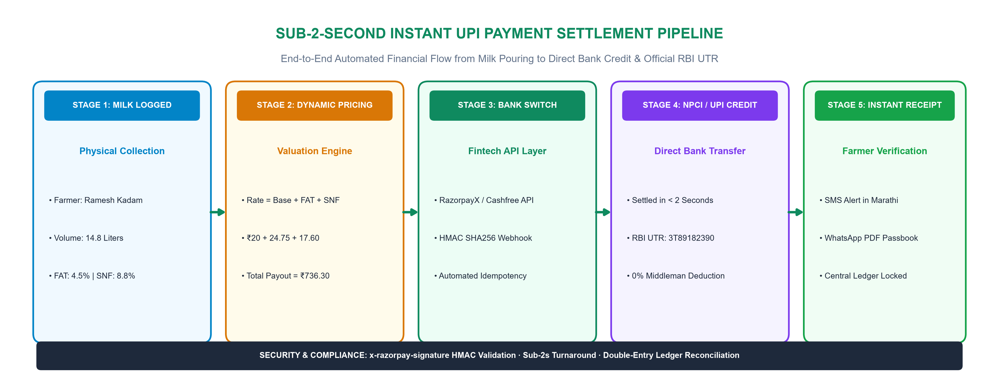 SUB-2-SECOND INSTANT UPI PAYMENT SETTLEMENT PIPELINE
End-to-End Automated Financial Flow from Milk Pouring to Direct Bank Credit & Official RBI UTR
STAGE 1: MILK LOGGED
Physical Collection
• Farmer: Ramesh Kadam
• Volume: 14.8 Liters
• FAT: 4.5% | SNF: 8.8%
STAGE 2: DYNAMIC PRICING
Valuation Engine
• Rate = Base + FAT + SNF
• ₹20 + 24.75 + 17.60
• Total Payout = ₹736.30
STAGE 3: BANK SWITCH
Fintech API Layer
• RazorpayX / Cashfree API
• HMAC SHA256 Webhook
• Automated Idempotency
STAGE 4: NPCI / UPI CREDIT
Direct Bank Transfer
• Settled in < 2 Seconds
• RBI UTR: 3T89182390
• 0% Middleman Deduction
STAGE 5: INSTANT RECEIPT
Farmer Verification
• SMS Alert in Marathi
• WhatsApp PDF Passbook
• Central Ledger Locked
SECURITY & COMPLIANCE: x-razorpay-signature HMAC Validation · Sub-2s Turnaround · Double-Entry Ledger Reconciliation